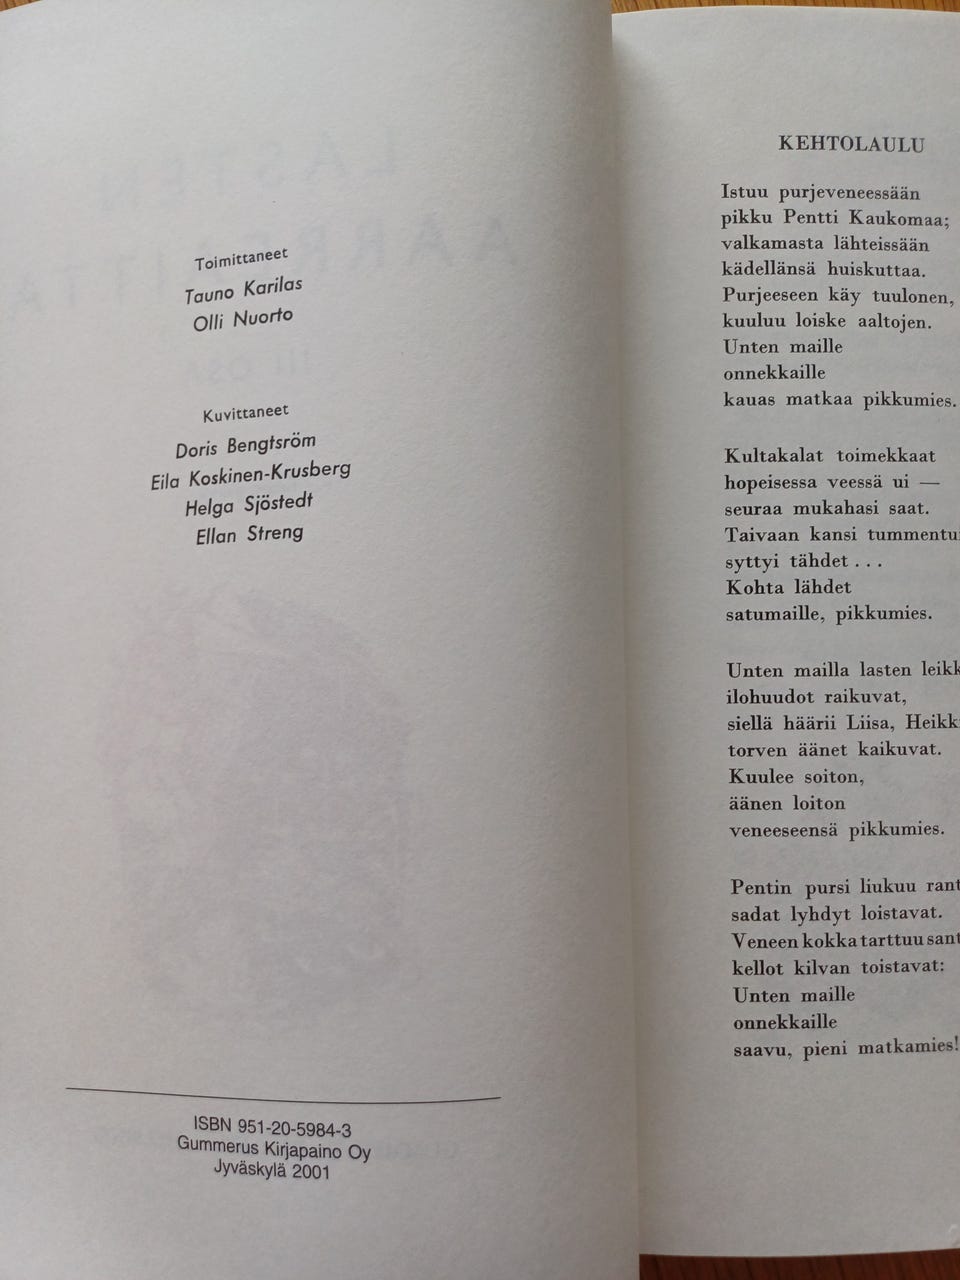 Toimittaneet
Tauno Karilas
Olli Nuorto
Kuvittaneet
Doris Bengtsröm
Eila Koskinen-Krusberg
Helga Sjöstedt
Ellan Streng
ISBN 951-20-5984-3
Gummerus Kirjapaino Oy
Jyväskylä 2001
KEHTOLAULU
Istuu purjeveneessään
pikku Pentti Kaukomaa;
valkamasta lähteissään
kädellänsä huiskuttaa.
Purjeeseen käy tuulonen,
kuuluu loiske aaltojen.
Unten maille
onnekkaille
kauas matkaa pikkumies.
Kultakalat toimekkaat
hopeisessa veessä ui —
seuraa mukahasi saat.
Taivaan kansi
syttyi tähdet . . .
Kohta lähdet
satumaille, pikkumies.
Unten mailla lasten
ilohuudot raikuvat,
siellä häärii Liisa,
torven äänet kaikuvat.
Kuulee soiton,
äänen loiton
veneeseensä pikkumies.
Pentin pursi liukuu
sadat lyhdyt loistavat.
Veneen kokka tarttuu
kellot kilvan toistavat:
Unten maille
onnekkaille
saavu, pieni matkamies!